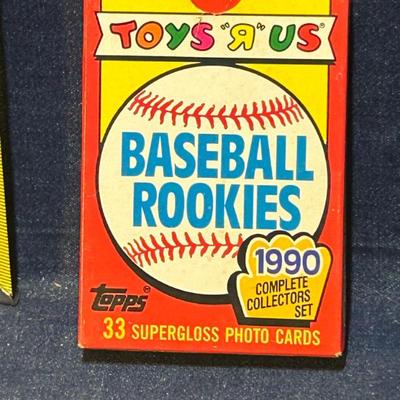 TOYS "Я" US
BASEBALL
ROOKIES
1990
COMPLETE
COLLECTORS
SET
TOPPS®
33 SUPERGLOSS PHOTO CARDS